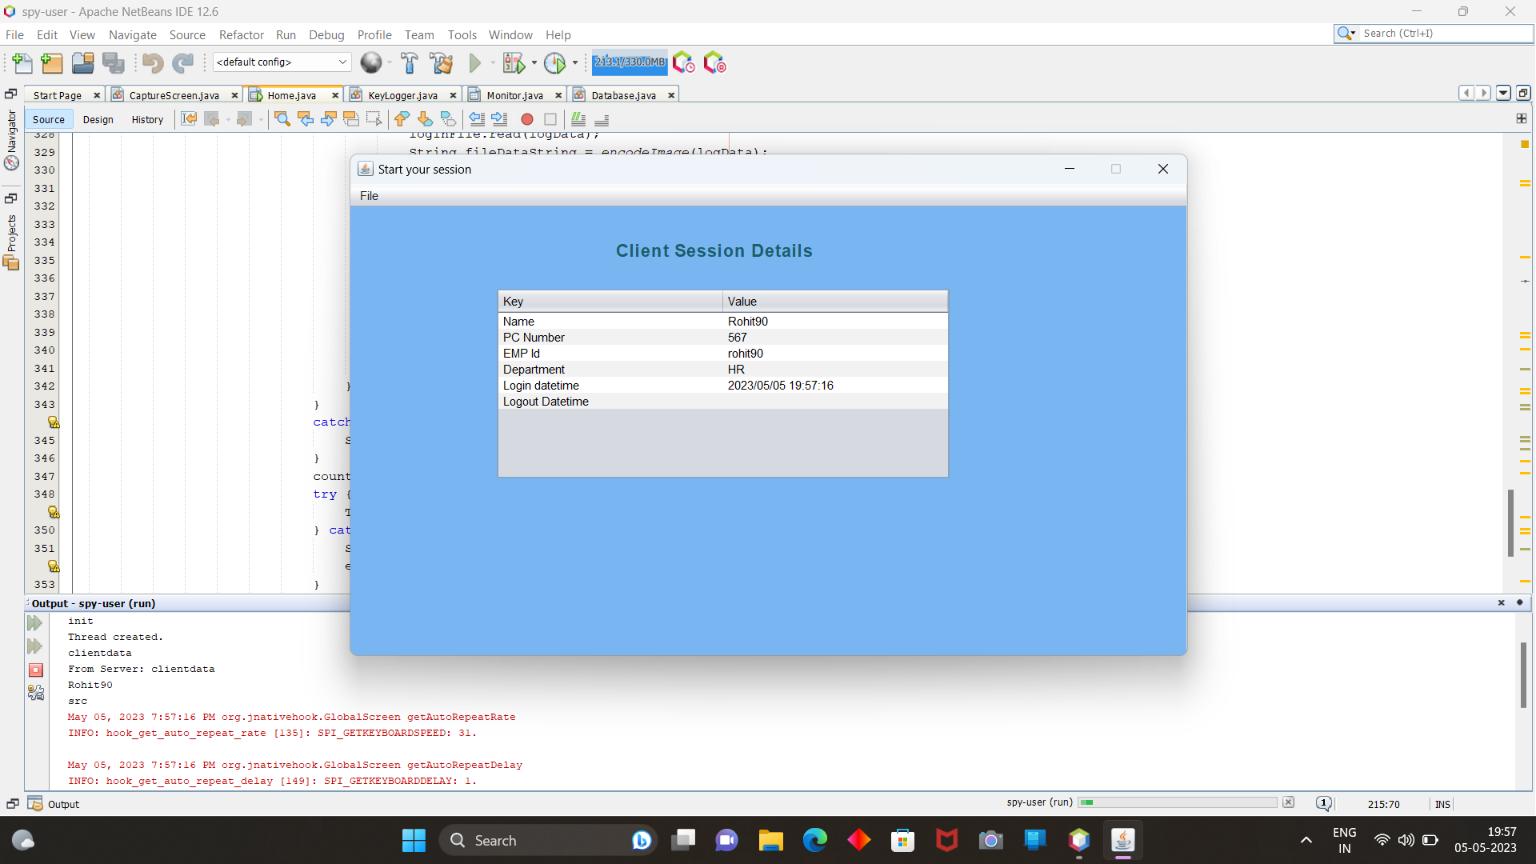 spy-user - Apache NetBeans IDE 12.6
File Edit View Navigate Source Refactor Run Debug Profile Team Tools Window Help
Search (Ctrl+I)
<default config>
213.1/330.0MB
Start Page CaptureScreen.java Home.java KeyLogger.java Monitor.java Database.java
Source Design History
Navigator
Projects
328 loginFile.read(logData);
329 String fileDataString = encodeImage(logData);
330
331
332
333
334
335
336
337
338
339
340
341
342 }
343 }
catch
345 S
346 }
347 count
348 try {
T
350 } cat
351 S
e
353 }
Start your session
File
Client Session Details
Key Value
Name Rohit90
PC Number 567
EMP Id rohit90
Department HR
Login datetime 2023/05/05 19:57:16
Logout Datetime
Output - spy-user (run)
init
Thread created.
clientdata
From Server: clientdata
Rohit90
src
May 05, 2023 7:57:16 PM org.jnativehook.GlobalScreen getAutoRepeatRate
INFO: hook_get_auto_repeat_rate [135]: SPI_GETKEYBOARDSPEED: 31.
May 05, 2023 7:57:16 PM org.jnativehook.GlobalScreen getAutoRepeatDelay
INFO: hook_get_auto_repeat_delay [149]: SPI_GETKEYBOARDDELAY: 1.
Output
spy-user (run)
1
215:70
INS
Search
ENG
IN
19:57
05-05-2023